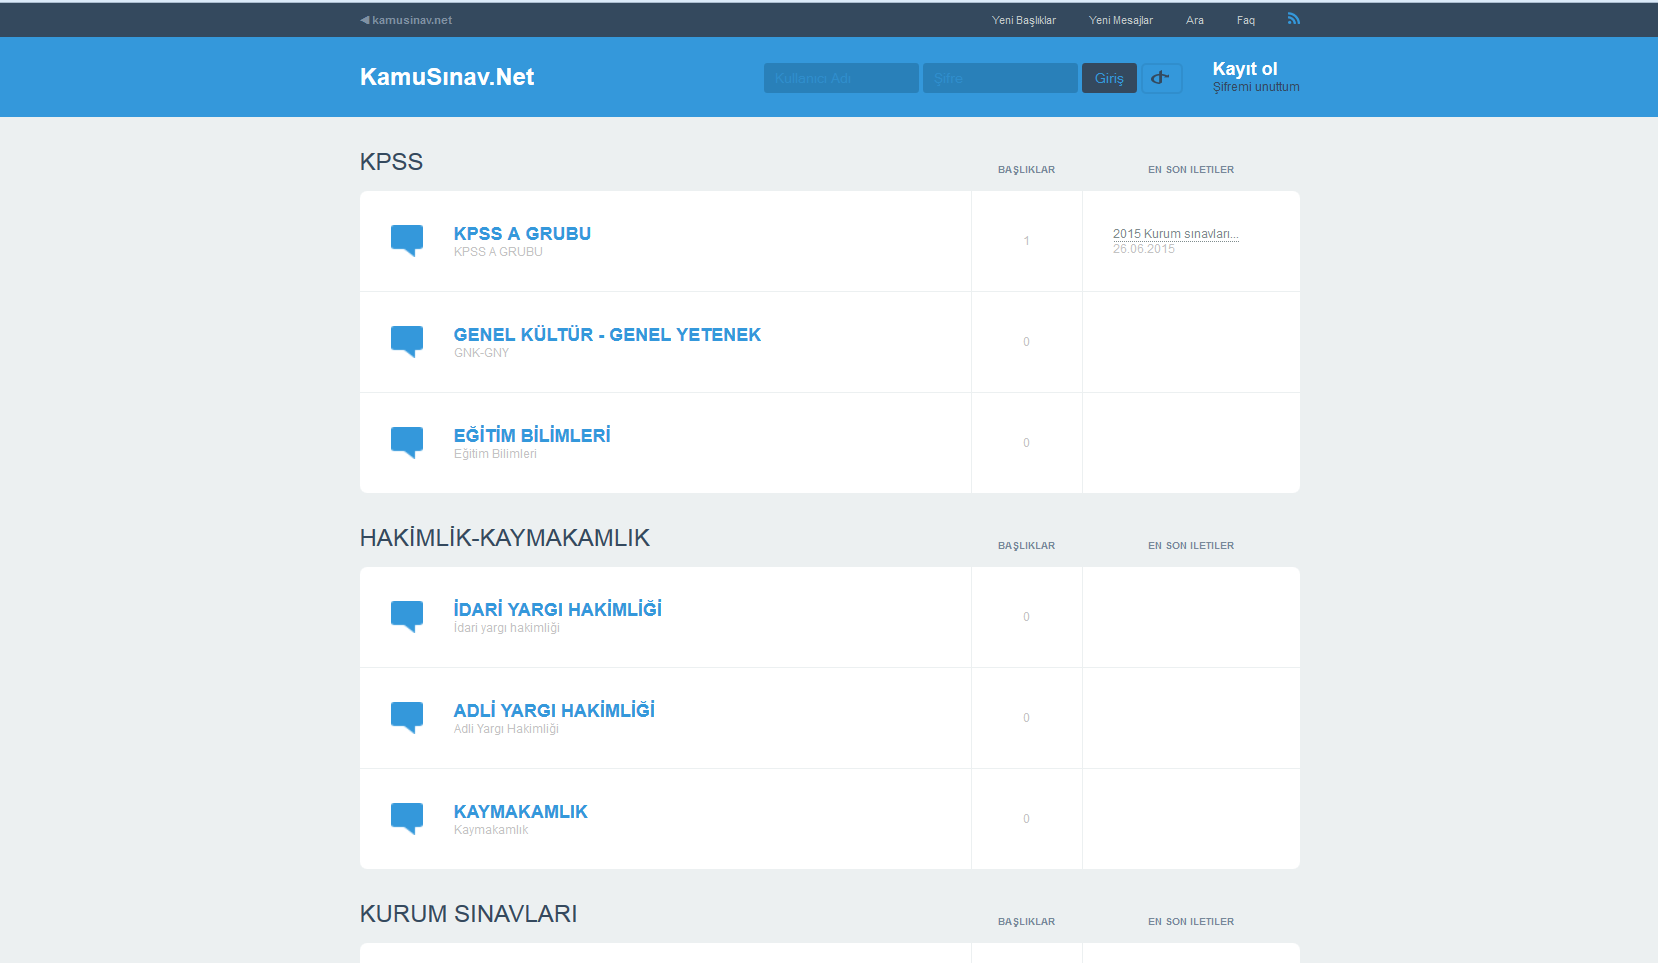 kamusinav.net
Yeni Başlıklar Yeni Mesajlar Ara Faq
KamuSınav.Net
Kullanıcı Adı Şifre Giriş
Kayıt ol
Şifremi unuttum
KPSS BAŞLIKLAR EN SON ILETILER
KPSS A GRUBU
KPSS A GRUBU
1
2015 Kurum sınavları...
26.06.2015
GENEL KÜLTÜR - GENEL YETENEK
GNK-GNY
0
EĞİTİM BİLİMLERİ
Eğitim Bilimleri
0
HAKİMLİK-KAYMAKAMLIK BAŞLIKLAR EN SON ILETILER
İDARİ YARGI HAKİMLİĞİ
İdari yargı hakimliği
0
ADLİ YARGI HAKİMLİĞİ
Adli Yargı Hakimliği
0
KAYMAKAMLIK
Kaymakamlık
0
KURUM SINAVLARI BAŞLIKLAR EN SON ILETILER